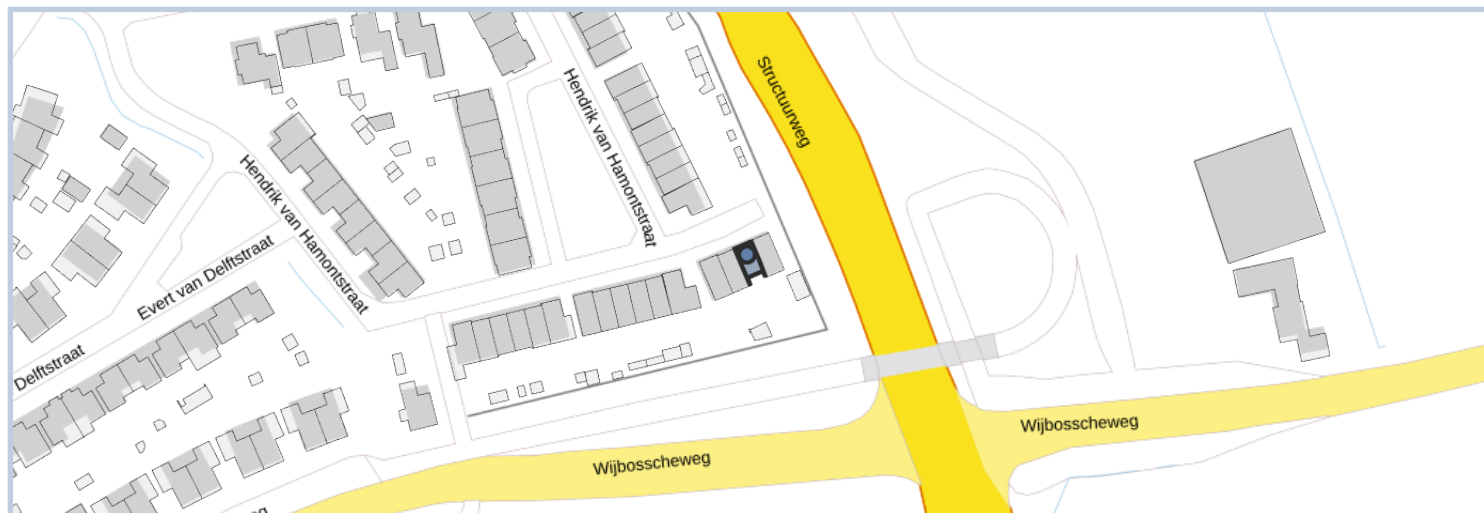 Structuurweg
Hendrik van Hamontstraat
Hendrik van Hamontstraat
Evert van Delftstraat
Delftstraat
Wijbosscheweg
Wijbosscheweg